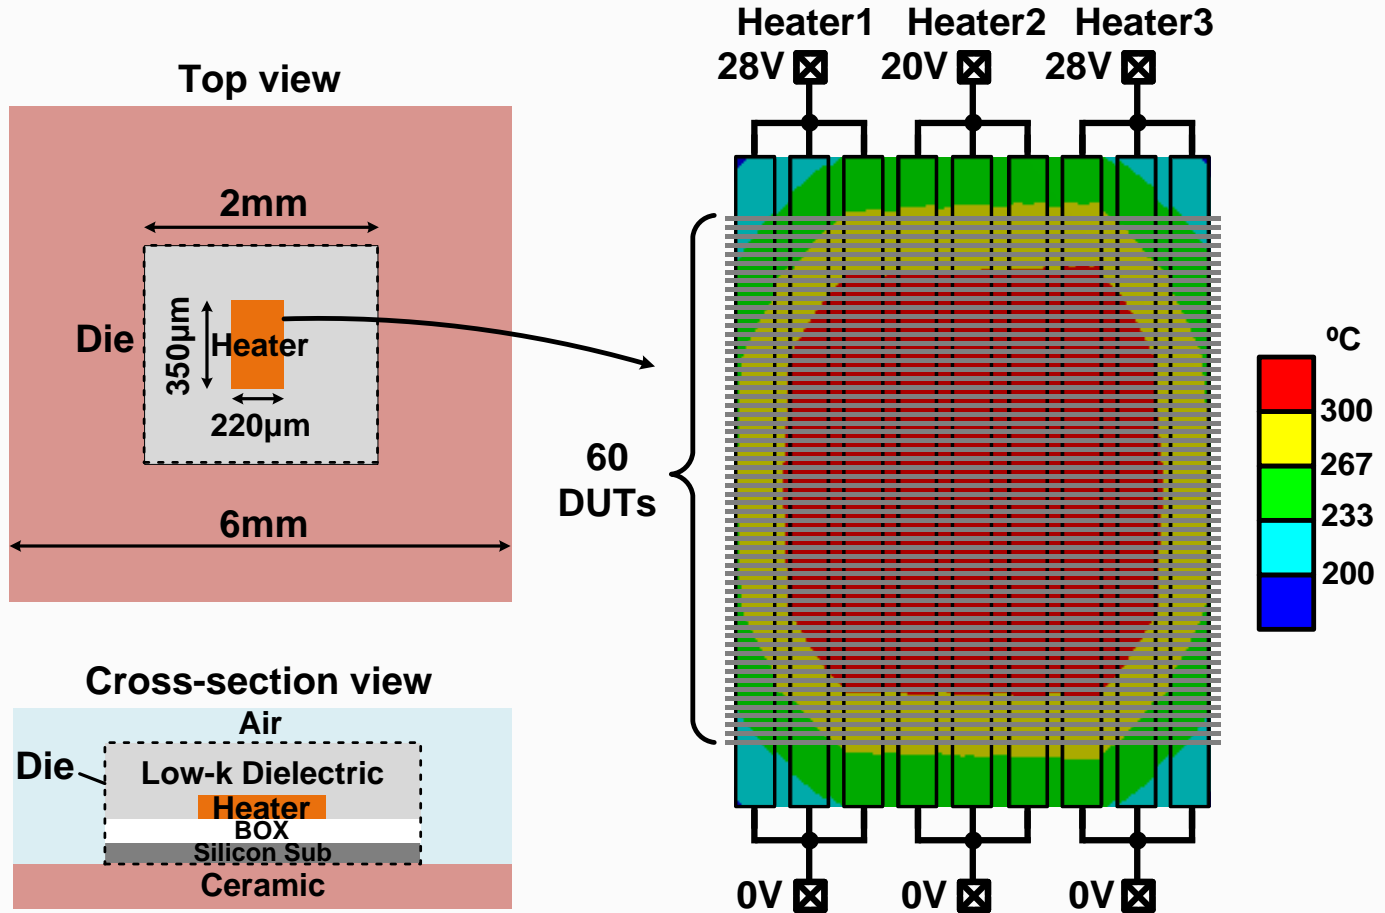 Top view
2mm
Die
350µm
Heater
220µm
6mm
Cross-section view
Air
Die
Low-k Dielectric
Heater
BOX
Silicon Sub
Ceramic
Heater1 Heater2 Heater3
28V 20V 28V
60
DUTs
ºC
300
267
233
200
0V 0V 0V